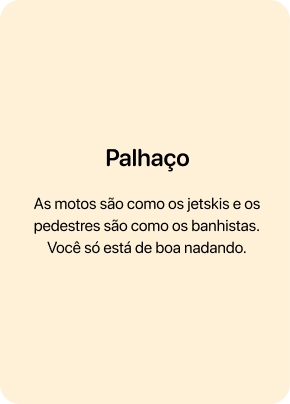 Palhaço
As motos são como os jetskis e os
pedestres são como os banhistas.
Você só está de boa nadando.